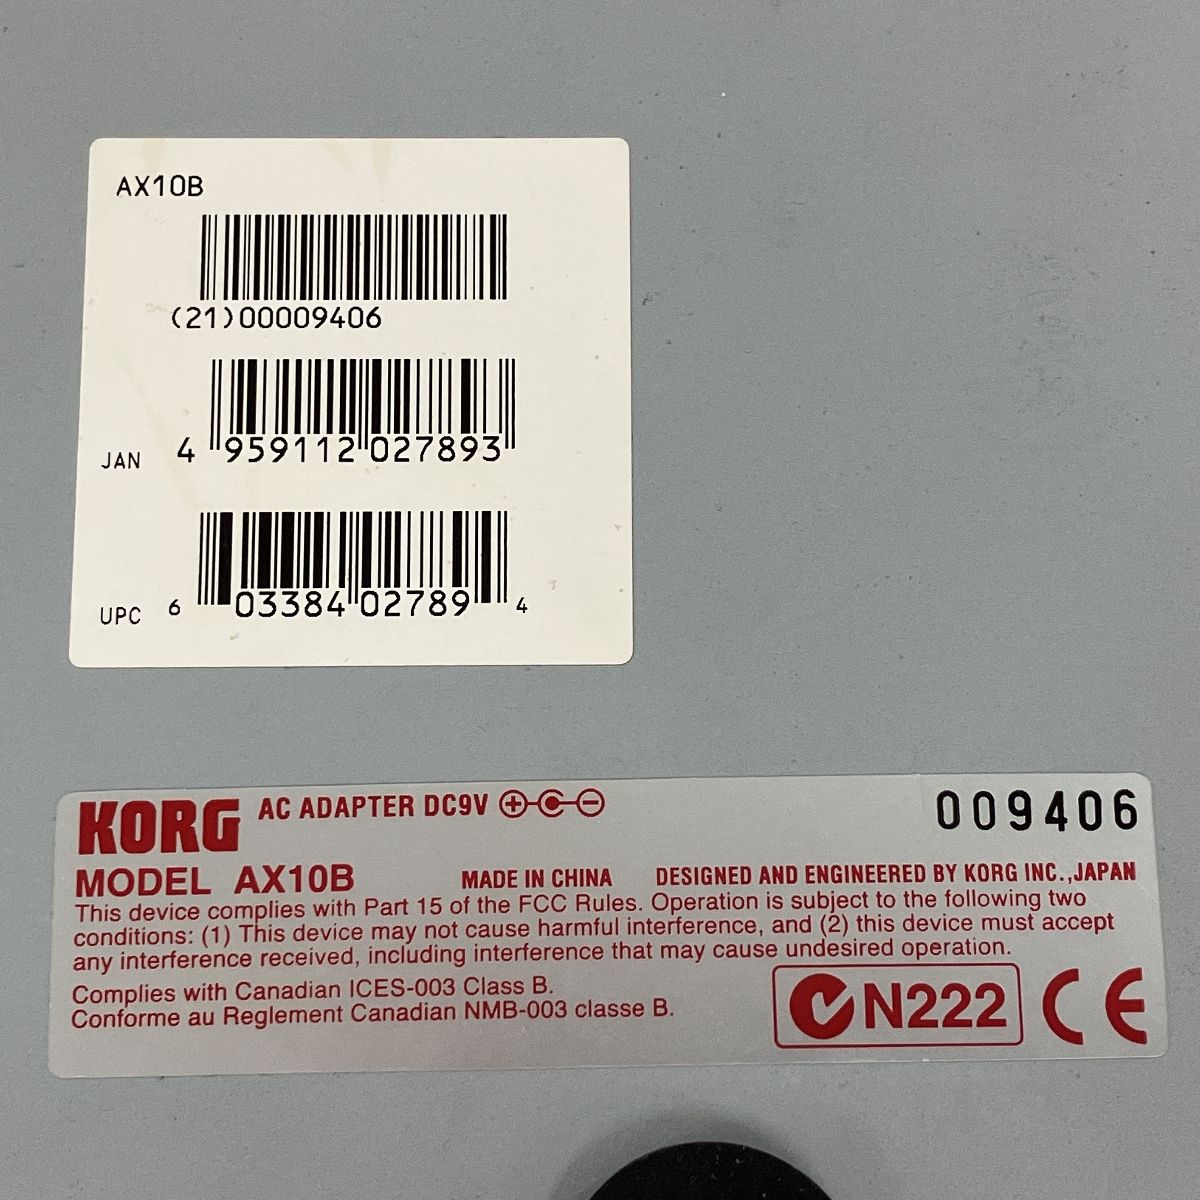 AX10B
(21)00009406
JAN 4 959112 027893
UPC 6 03384 02789 4
KORG AC ADAPTER DC9V 009406
MODEL AX10B MADE IN CHINA DESIGNED AND ENGINEERED BY KORG INC.,JAPAN
This device complies with Part 15 of the FCC Rules. Operation is subject to the following two
conditions: (1) This device may not cause harmful interference, and (2) this device must accept
any interference received, including interference that may cause undesired operation.
Complies with Canadian ICES-003 Class B.
Conforme au Reglement Canadian NMB-003 classe B.
N222 CE